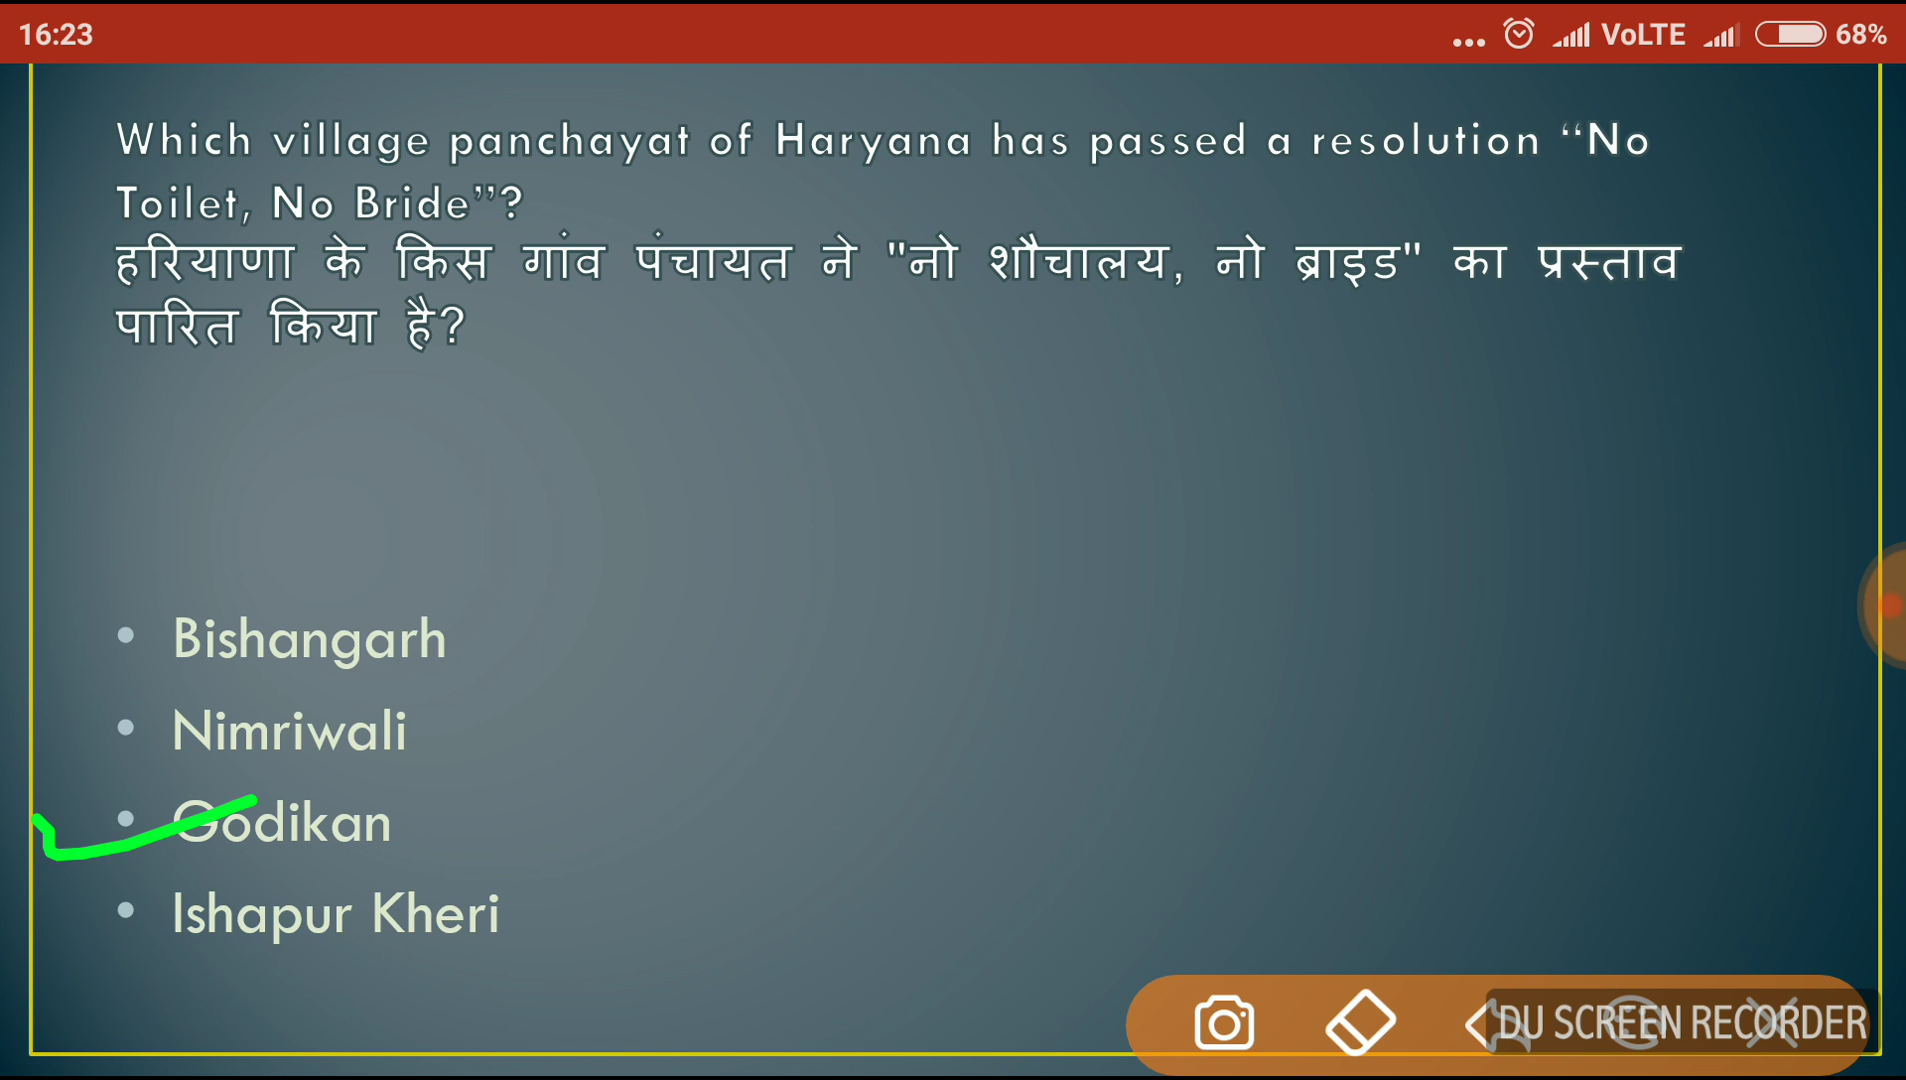 16:23
... VoLTE 68%
Which village panchayat of Haryana has passed a resolution “No
Toilet, No Bride”?
हरियाणा के किस गांव पंचायत ने "नो शौचालय, नो ब्राइड" का प्रस्ताव
पारित किया है?
• Bishangarh
• Nimriwali
• Godikan
• Ishapur Kheri
DU SCREEN RECORDER